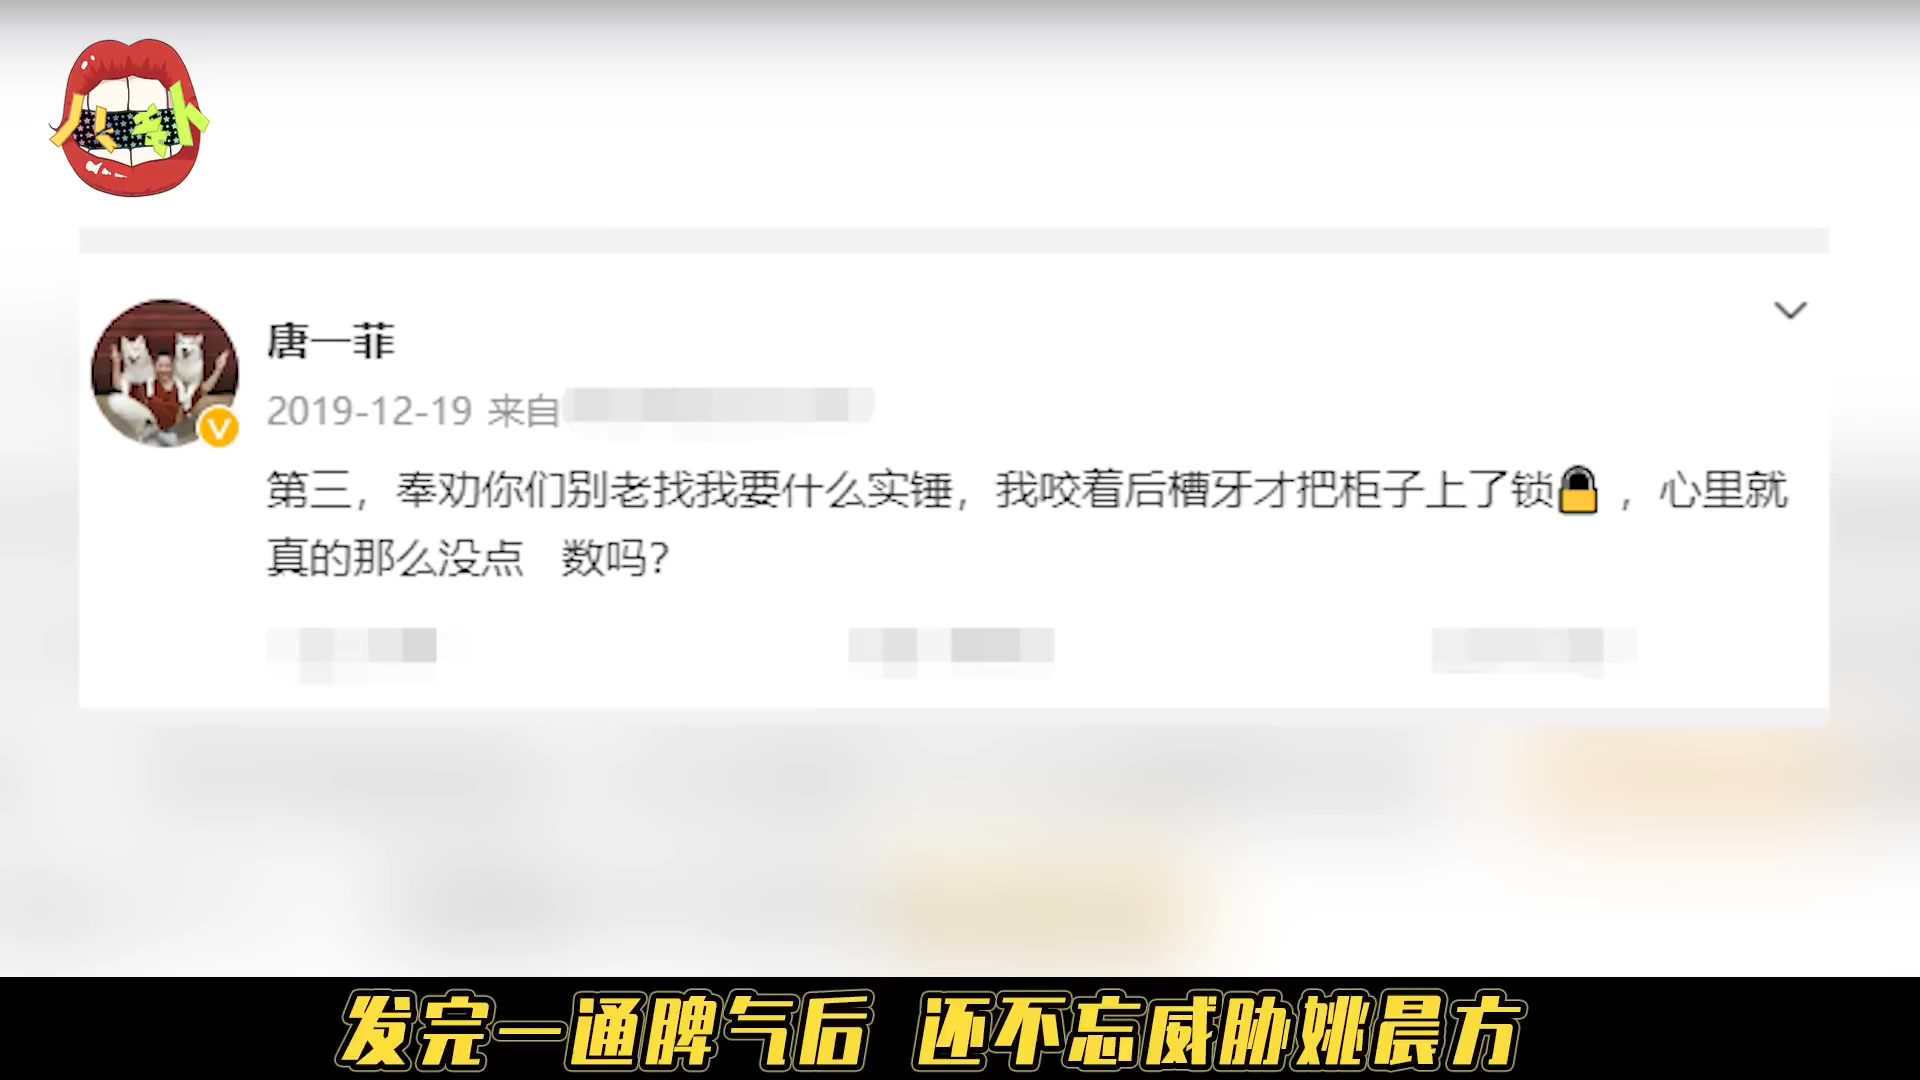 八卦
唐一菲
2019-12-19 来自
第三，奉劝你们别老找我要什么实锤，我咬着后槽牙才把柜子上了锁🔒，心里就
真的那么没点 数吗？
发完一通脾气后 还不忘威胁姚晨方